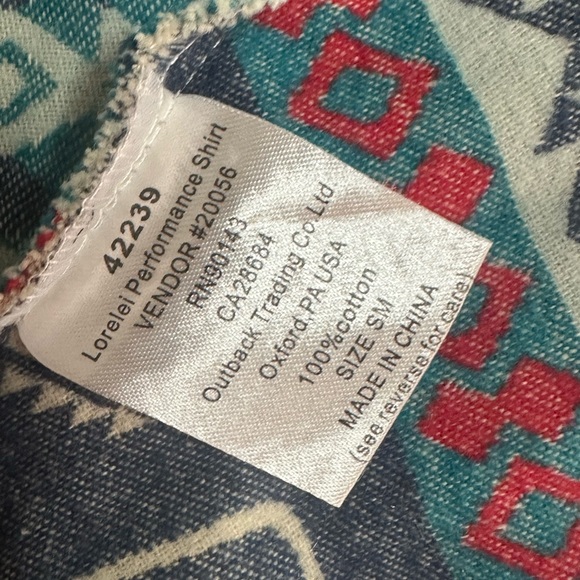 42239
Lorelei Performance Shirt
VENDOR #20056
RN30143
CA28684
Outback Trading Co Ltd
Oxford,PA USA
100%cotton
SIZE SM
MADE IN CHINA
(see reverse for care)